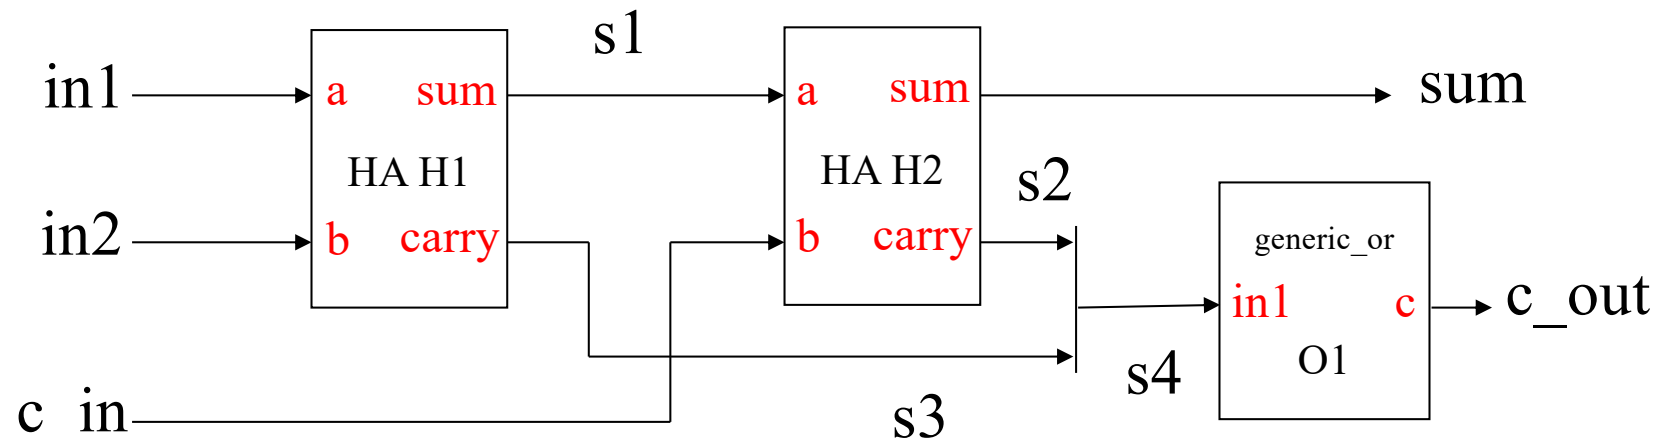 s1
in1
a sum
a sum
sum
HA H1
HA H2
s2
in2
b carry
b carry
generic_or
in1 c
c_out
O1
s4
c in
s3